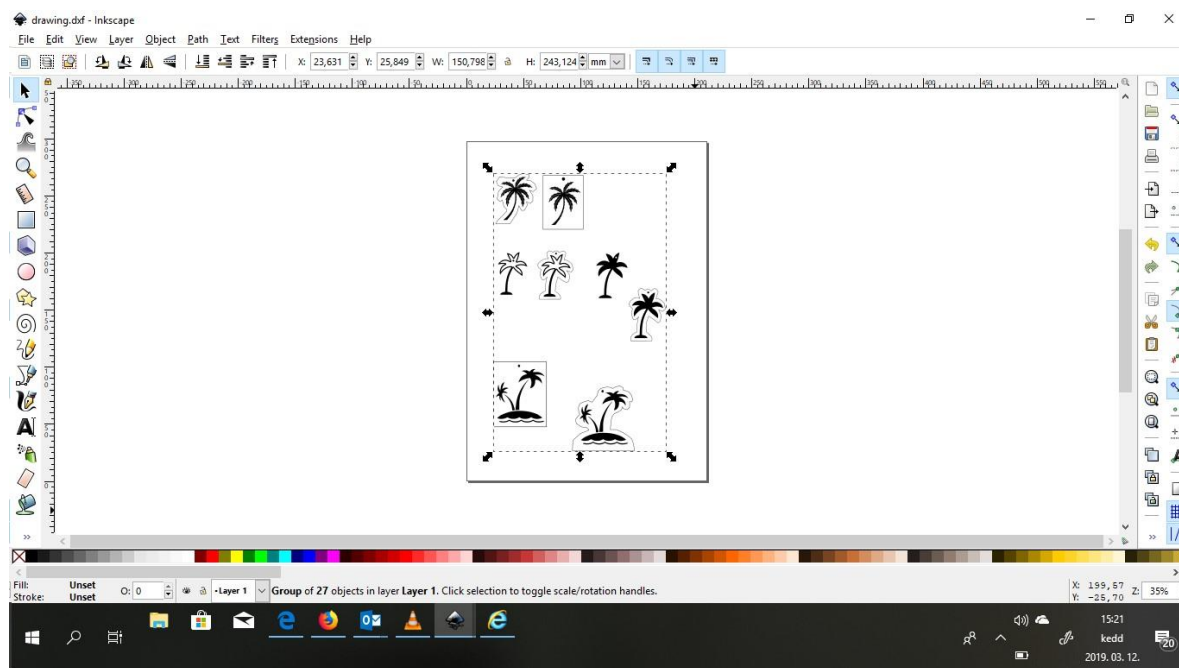 drawing.dxf - Inkscape
File Edit View Layer Object Path Text Filters Extensions Help
X: 23,631 Y: 25,849 W: 150,798 H: 243,124 mm
Fill: Unset
Stroke: Unset
O: 0
-Layer 1
Group of 27 objects in layer Layer 1. Click selection to toggle scale/rotation handles.
X: 199,57
Y: -25,70
Z: 35%
15:21
kedd
2019. 03. 12.
20